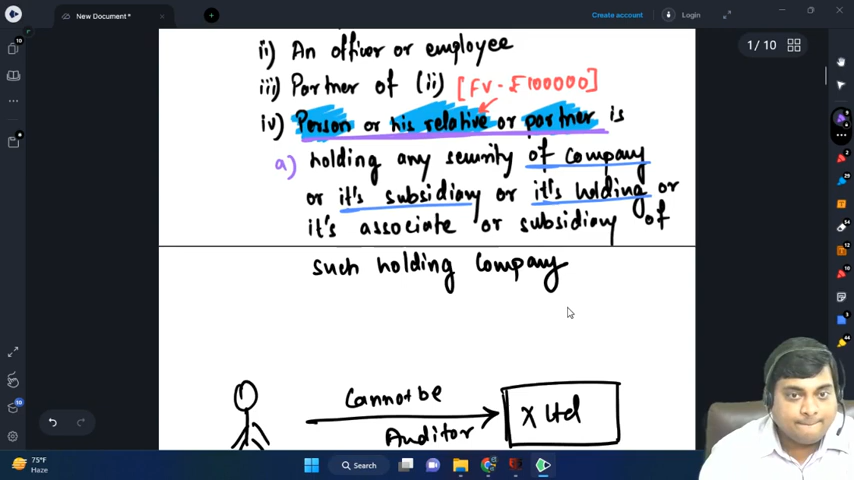 New Document*
Create account
Login
1/10
ii) An officer or employee
iii) Partner of (ii) [FV - ₹100000]
iv) Person or his relative or partner is
a) holding any security of company
or it's subsidiary or it's holding or
it's associate or subsidiary of
such holding Company
Cannot be
Auditor
X Ltd
75°F
Haze
Search